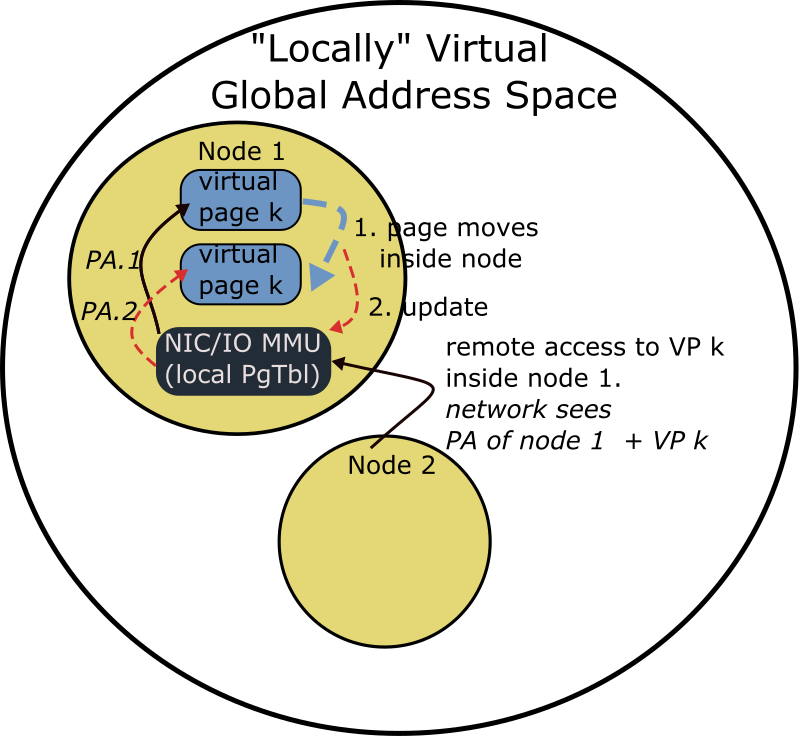 "Locally" Virtual
Global Address Space
Node 1
virtual
page k
PA.1
virtual
page k
PA.2
1. page moves
inside node
2. update
NIC/IO MMU
(local PgTbl)
remote access to VP k
inside node 1.
network sees
PA of node 1 + VP k
Node 2